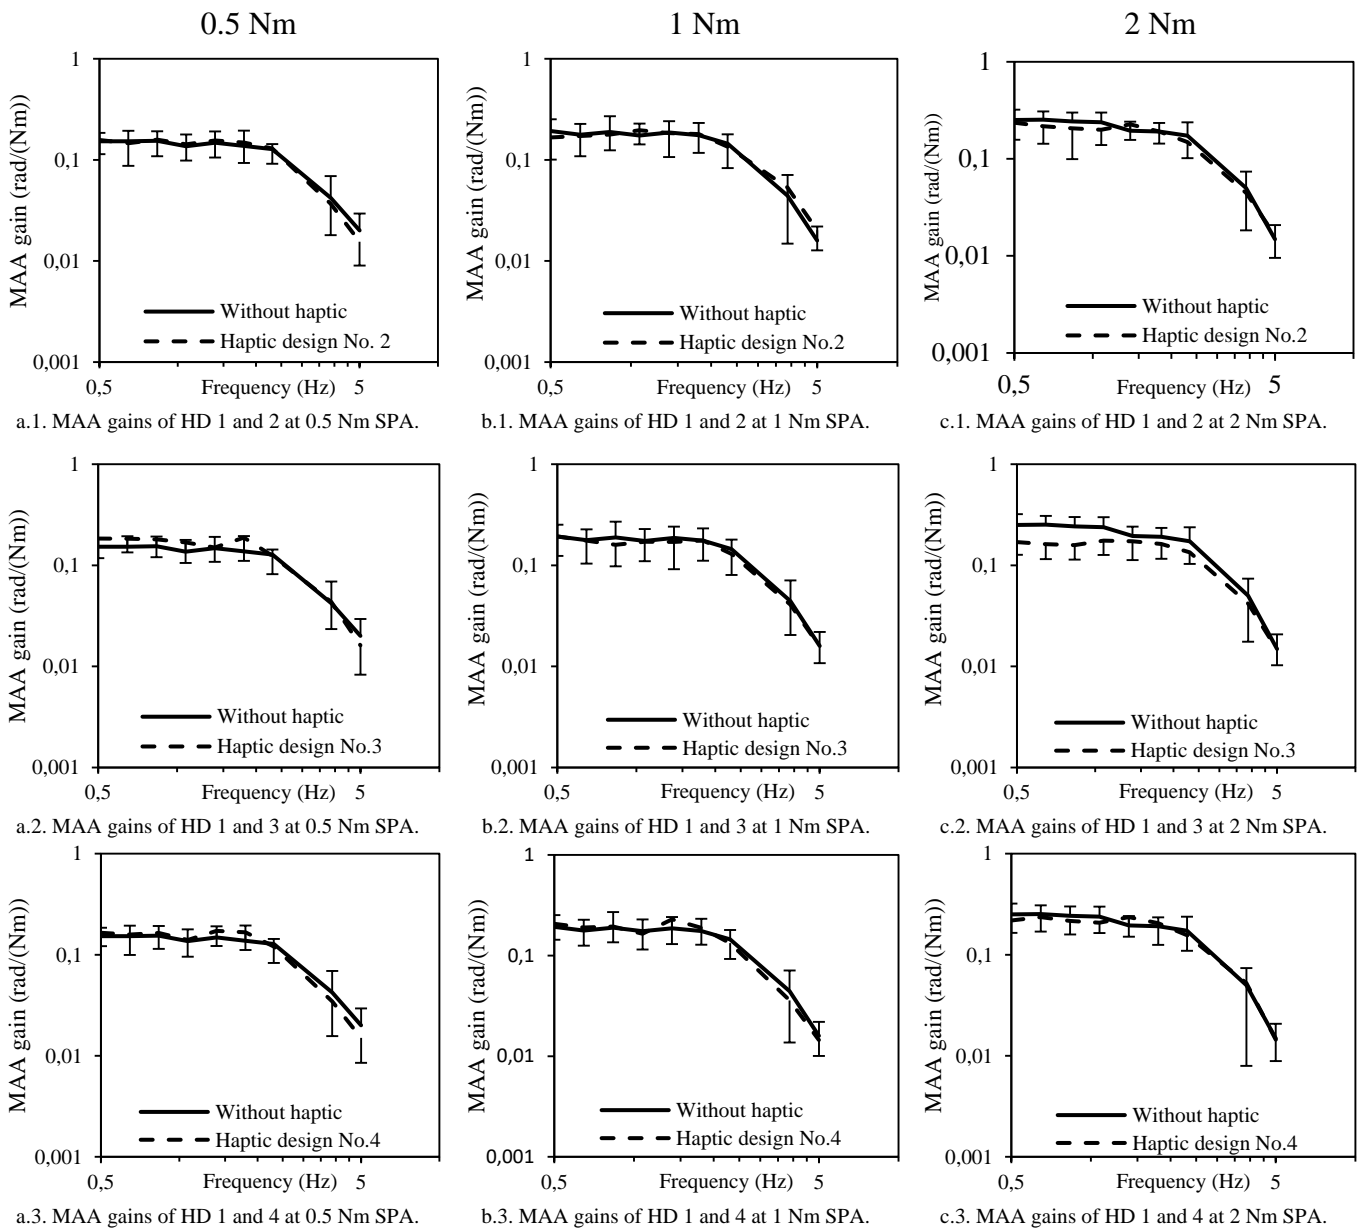 0.5 Nm
1 Nm
2 Nm
MAA gain (rad/(Nm))
1
0,1
0,01
0,001
Without haptic
Haptic design No. 2
0,5
Frequency (Hz)
5
a.1. MAA gains of HD 1 and 2 at 0.5 Nm SPA.
MAA gain (rad/(Nm))
1
0,1
0,01
0,001
Without haptic
Haptic design No.2
0,5
Frequency (Hz)
5
b.1. MAA gains of HD 1 and 2 at 1 Nm SPA.
MAA gain (rad/(Nm))
1
0,1
0,01
0,001
Without haptic
Haptic design No.2
0,5
Frequency (Hz)
5
c.1. MAA gains of HD 1 and 2 at 2 Nm SPA.
MAA gain (rad/(Nm))
1
0,1
0,01
0,001
Without haptic
Haptic design No.3
0,5
Frequency (Hz)
5
a.2. MAA gains of HD 1 and 3 at 0.5 Nm SPA.
MAA gain (rad/(Nm))
1
0,1
0,01
0,001
Without haptic
Haptic design No.3
0,5
Frequency (Hz)
5
b.2. MAA gains of HD 1 and 3 at 1 Nm SPA.
MAA gain (rad/(Nm))
1
0,1
0,01
0,001
Without haptic
Haptic design No.3
0,5
Frequency (Hz)
5
c.2. MAA gains of HD 1 and 3 at 2 Nm SPA.
MAA gain (rad/(Nm))
1
0,1
0,01
0,001
Without haptic
Haptic design No.4
0,5
Frequency (Hz)
5
a.3. MAA gains of HD 1 and 4 at 0.5 Nm SPA.
MAA gain (rad/(Nm))
1
0,1
0,01
0,001
Without haptic
Haptic design No.4
0,5
Frequency (Hz)
5
b.3. MAA gains of HD 1 and 4 at 1 Nm SPA.
MAA gain (rad/(Nm))
1
0,1
0,01
0,001
Without haptic
Haptic design No.4
0,5
Frequency (Hz)
5
c.3. MAA gains of HD 1 and 4 at 2 Nm SPA.